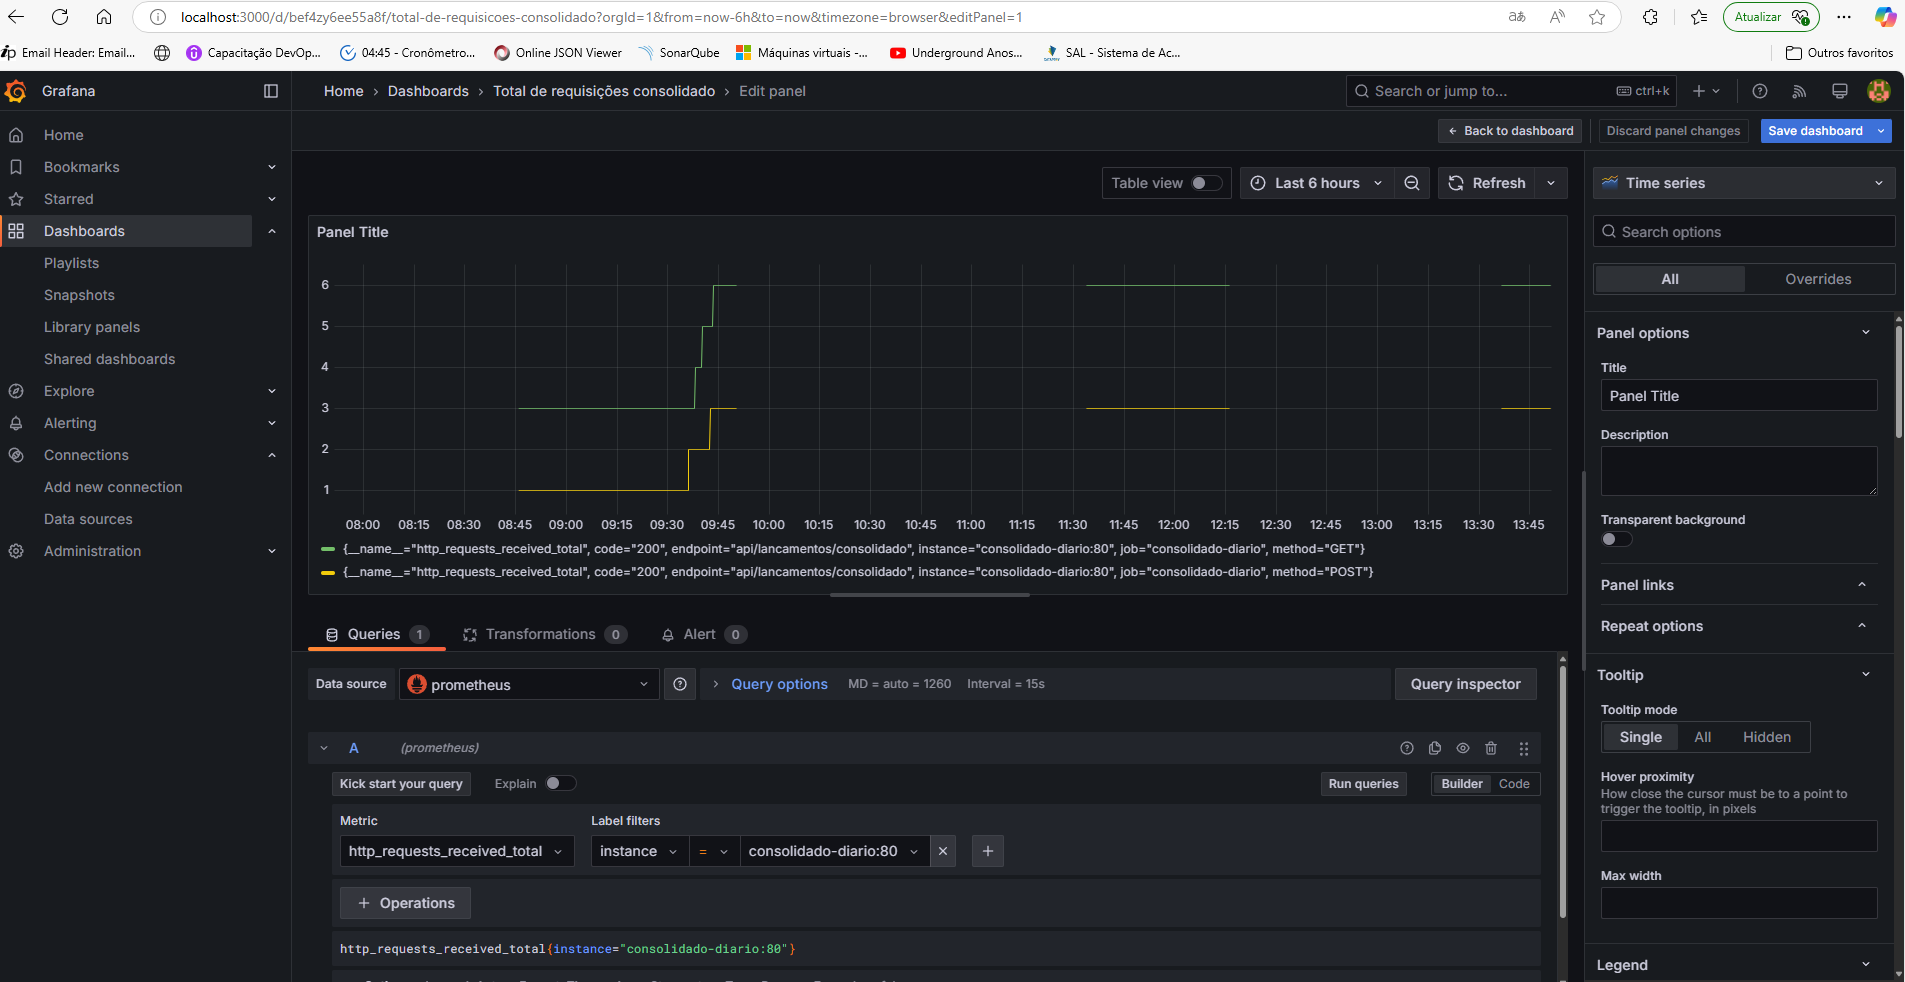 localhost:3000/d/bef4zy6ee55a8f/total-de-requisicoes-consolidado?orgId=1&from=now-6h&to=now&timezone=browser&editPanel=1
Atualizar
Email Header: Email...
Capacitação DevOp...
04:45 - Cronômetro...
Online JSON Viewer
SonarQube
Máquinas virtuais -...
Underground Anos...
SAL - Sistema de Ac...
Outros favoritos
Grafana
Home › Dashboards › Total de requisições consolidado › Edit panel
Search or jump to...
ctrl+k
Back to dashboard
Discard panel changes
Save dashboard
Home
Bookmarks
Starred
Dashboards
Playlists
Snapshots
Library panels
Shared dashboards
Explore
Alerting
Connections
Add new connection
Data sources
Administration
Table view
Last 6 hours
Refresh
Panel Title
6
5
4
3
2
1
08:00 08:15 08:30 08:45 09:00 09:15 09:30 09:45 10:00 10:15 10:30 10:45 11:00 11:15 11:30 11:45 12:00 12:15 12:30 12:45 13:00 13:15 13:30 13:45
{__name__="http_requests_received_total", code="200", endpoint="api/lancamentos/consolidado", instance="consolidado-diario:80", job="consolidado-diario", method="GET"}
{__name__="http_requests_received_total", code="200", endpoint="api/lancamentos/consolidado", instance="consolidado-diario:80", job="consolidado-diario", method="POST"}
Queries 1
Transformations 0
Alert 0
Data source
prometheus
Query options
MD = auto = 1260
Interval = 15s
Query inspector
A
(prometheus)
Kick start your query
Explain
Run queries
Builder
Code
Metric
Label filters
http_requests_received_total
instance
=
consolidado-diario:80
+ Operations
http_requests_received_total{instance="consolidado-diario:80"}
Time series
Search options
All
Overrides
Panel options
Title
Panel Title
Description
Transparent background
Panel links
Repeat options
Tooltip
Tooltip mode
Single
All
Hidden
Hover proximity
How close the cursor must be to a point to
trigger the tooltip, in pixels
Max width
Legend